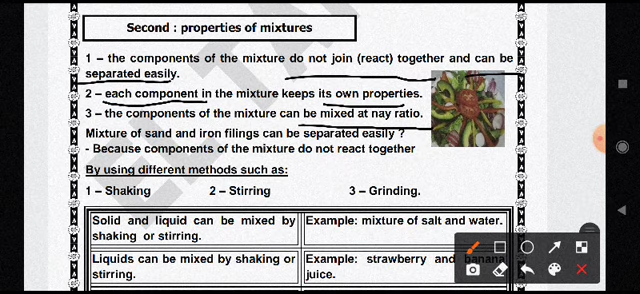 Second : properties of mixtures
1 – the components of the mixture do not join (react) together and can be
separated easily.
2 – each component in the mixture keeps its own properties.
3 – the components of the mixture can be mixed at nay ratio.
Mixture of sand and iron filings can be separated easily ?
- Because components of the mixture do not react together
By using different methods such as:
1 – Shaking 2 – Stirring 3 – Grinding.
Solid and liquid can be mixed by Example: mixture of salt and water.
shaking or stirring.
Liquids can be mixed by shaking or Example: strawberry and banana
stirring. juice.